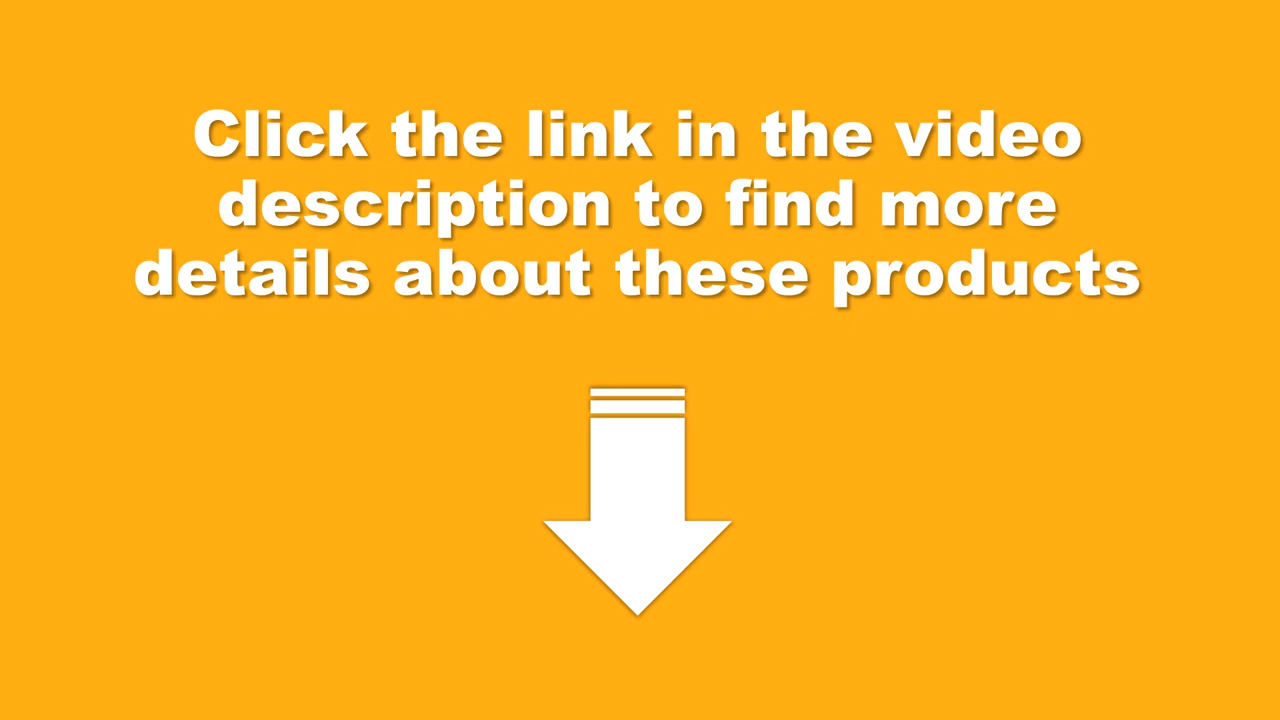 Click the link in the video
description to find more
details about these products